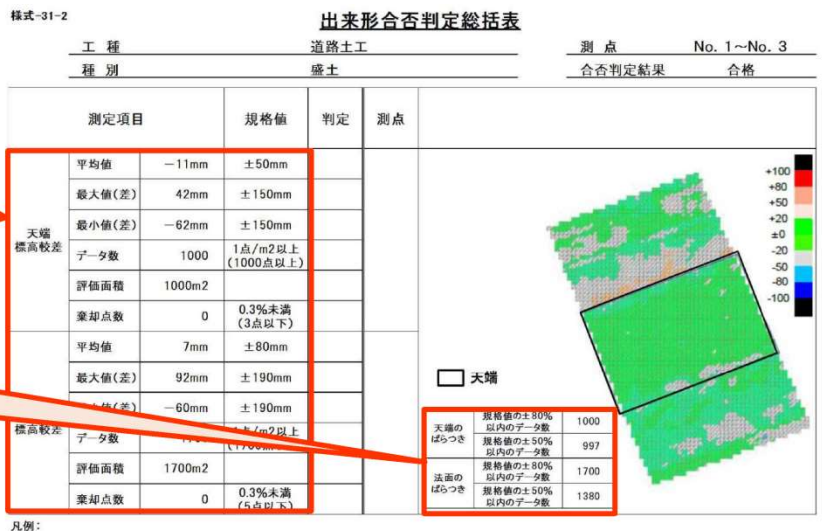 様式-31-2
出来形合否判定総括表
工 種 道路土工 測 点 No. 1～No. 3
種 別 盛土 合否判定結果 合格
測定項目 規格値 判定 測点
天端
標高較差
平均値 －11mm ±50mm
最大値(差) 42mm ±150mm
最小値(差) －62mm ±150mm
データ数 1000 1点/m2以上
(1000点以上)
評価面積 1000m2
棄却点数 0 0.3%未満
(3点以下)
標高較差
平均値 7mm ±80mm
最大値(差) 92mm ±190mm
－60mm ±190mm
データ数
評価面積 1700m2
棄却点数 0 0.3%未満
(5点以下)
+100
+80
+50
+20
±0
-20
-50
-80
-100
天端
天端の
ばらつき
規格値の±80%
以内のデータ数 1000
規格値の±50%
以内のデータ数 997
法面の
ばらつき
規格値の±80%
以内のデータ数 1700
規格値の±50%
以内のデータ数 1380
凡例：